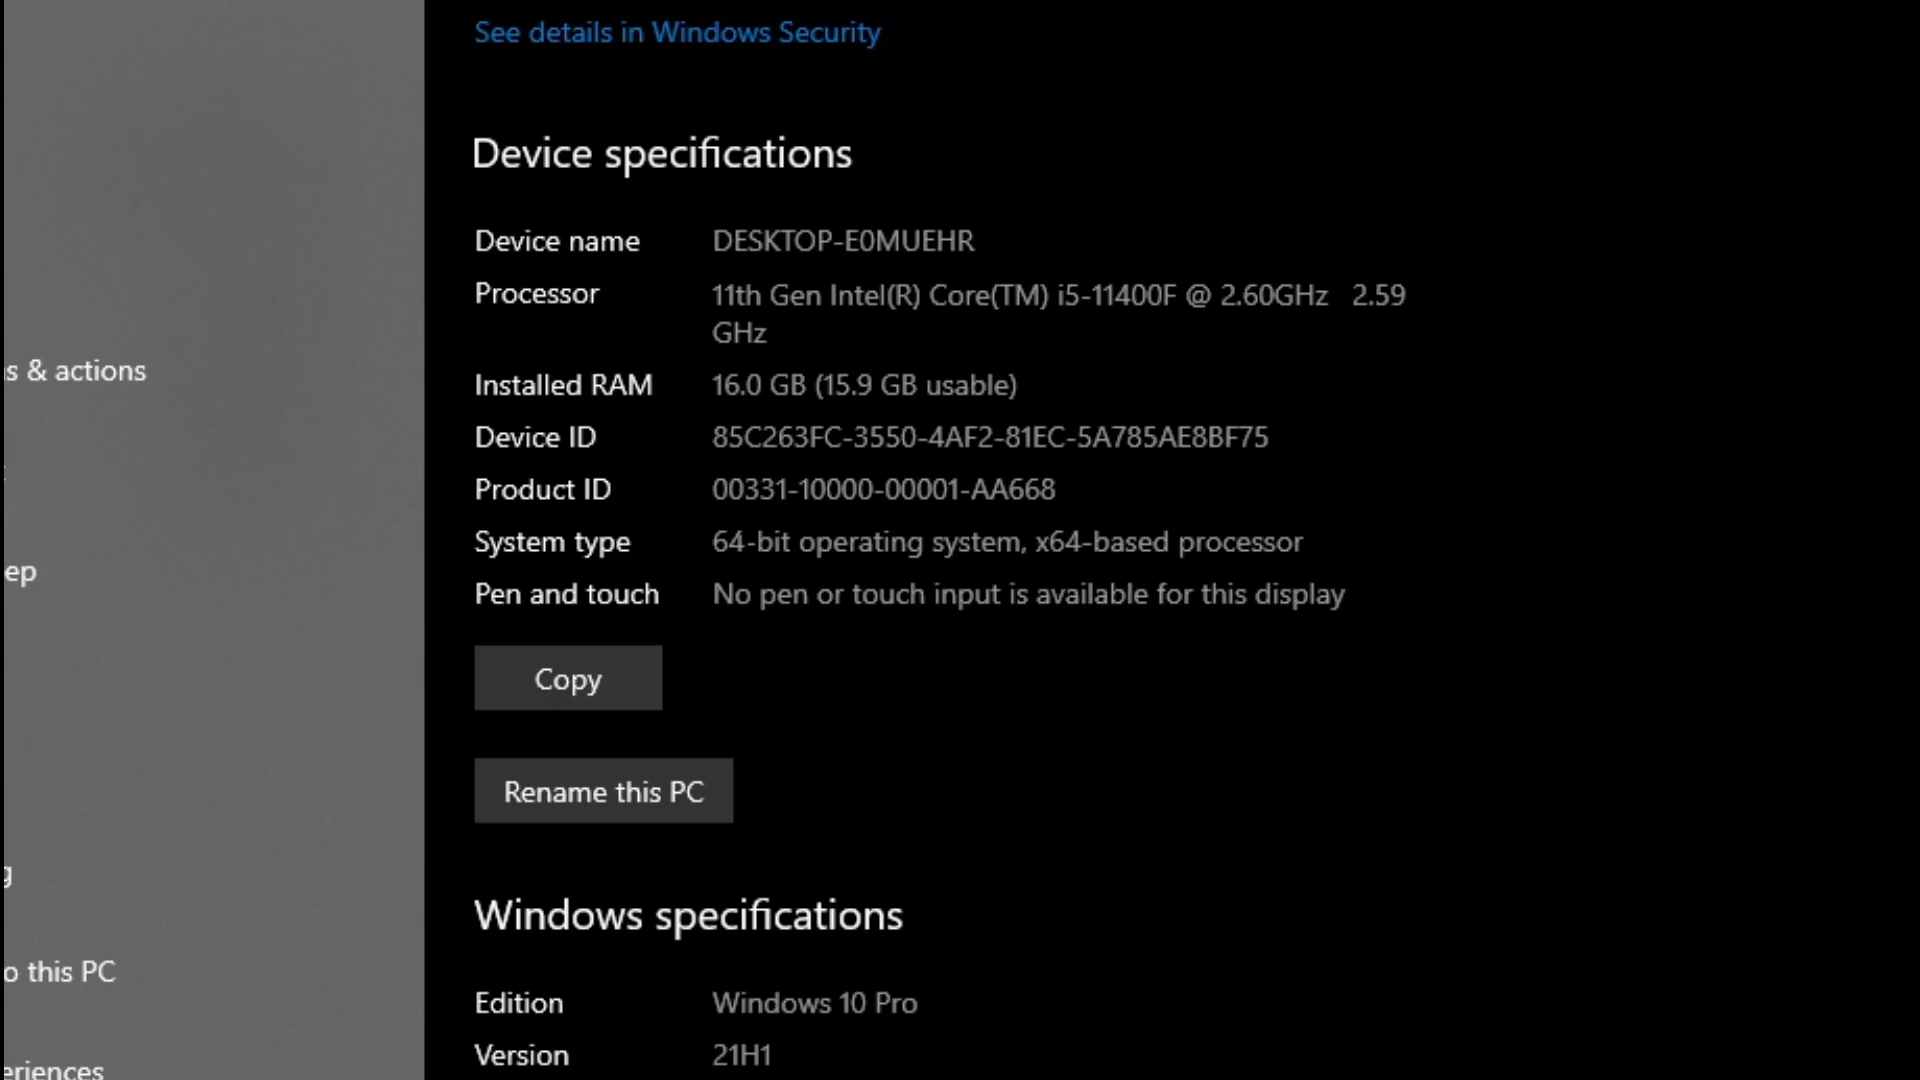 See details in Windows Security
Device specifications
Device name DESKTOP-E0MUEHR
Processor 11th Gen Intel(R) Core(TM) i5-11400F @ 2.60GHz 2.59
GHz
s & actions
Installed RAM 16.0 GB (15.9 GB usable)
Device ID 85C263FC-3550-4AF2-81EC-5A785AE8BF75
Product ID 00331-10000-00001-AA668
System type 64-bit operating system, x64-based processor
ep
Pen and touch No pen or touch input is available for this display
Copy
Rename this PC
g
Windows specifications
o this PC
Edition Windows 10 Pro
Version 21H1
eriences